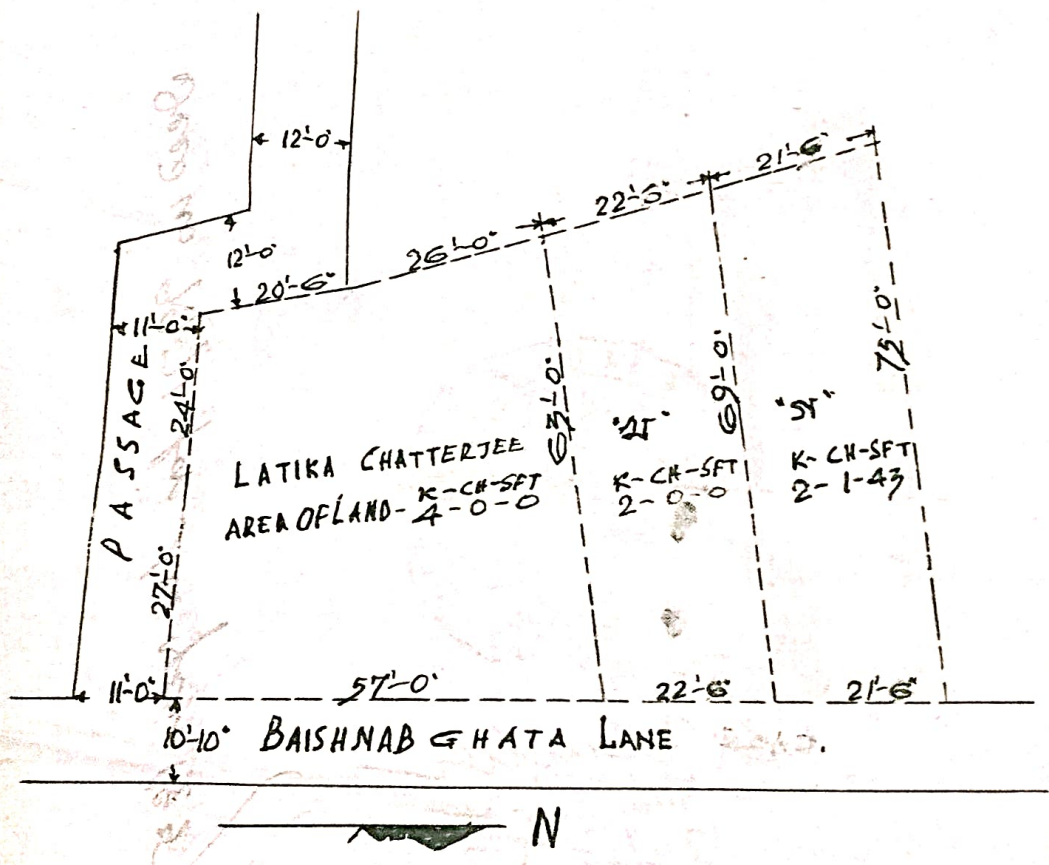 12'-0"
21'-6"
22'-6"
26'-0"
12'-0"
20'-6"
11'-0"
PASSAGE
24'-0"
27'-0"
63'-0"
69'-0"
75'-0"
LATIKA CHATTERJEE
K-CH-SFT
AREA OF LAND- 4-0-0
K-CH-SFT
2-0-0
K-CH-SFT
2-1-43
11'-0"
57'-0"
22'-6"
21'-6"
10'-10" BAISHNAB GHATA LANE
N